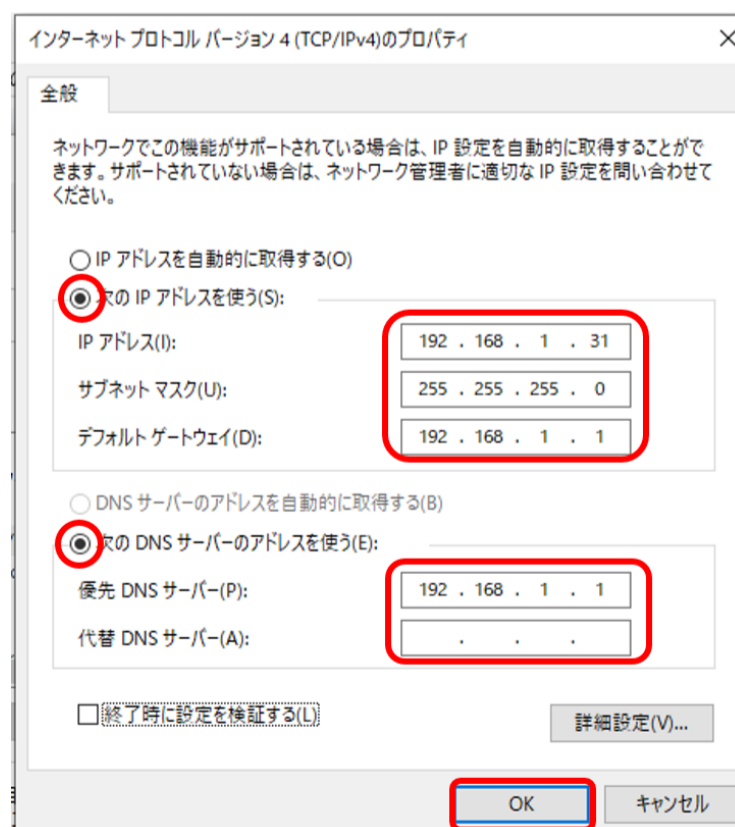 インターネット プロトコル バージョン 4 (TCP/IPv4)のプロパティ
全般
ネットワークでこの機能がサポートされている場合は、IP 設定を自動的に取得することがで
きます。サポートされていない場合は、ネットワーク管理者に適切な IP 設定を問い合わせて
ください。
IP アドレスを自動的に取得する(O)
次の IP アドレスを使う(S):
IP アドレス(I): 192 . 168 . 1 . 31
サブネット マスク(U): 255 . 255 . 255 . 0
デフォルト ゲートウェイ(D): 192 . 168 . 1 . 1
DNS サーバーのアドレスを自動的に取得する(B)
次の DNS サーバーのアドレスを使う(E):
優先 DNS サーバー(P): 192 . 168 . 1 . 1
代替 DNS サーバー(A): . . .
終了時に設定を検証する(L)
詳細設定(V)...
OK キャンセル